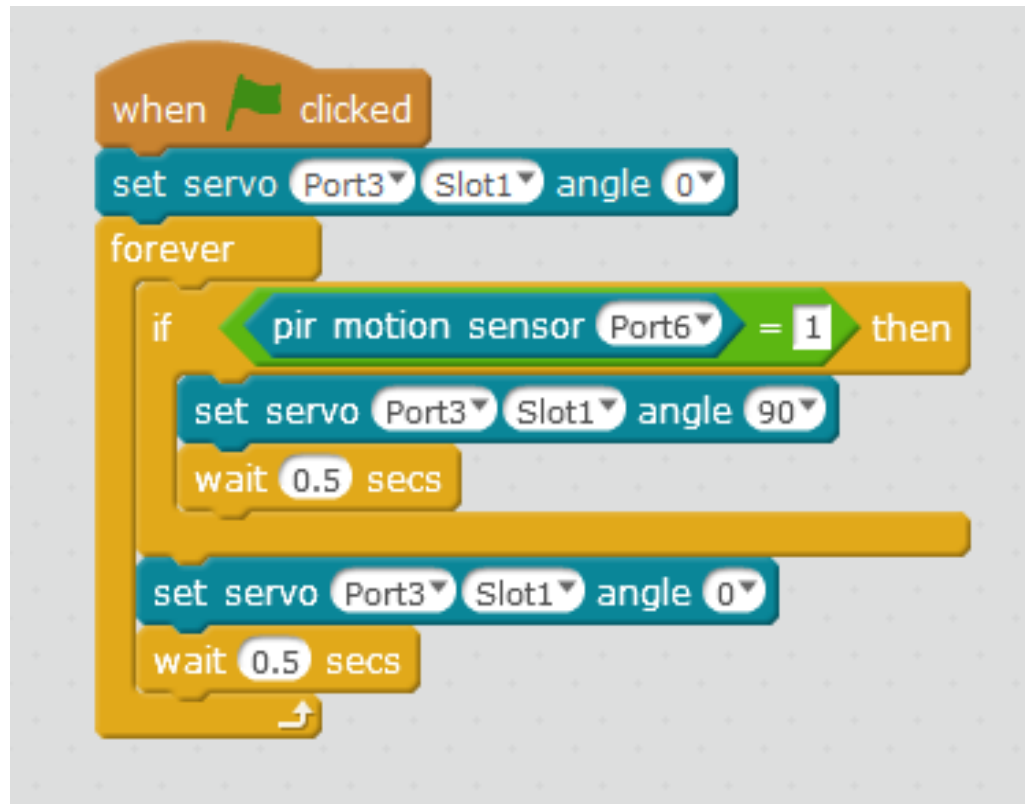 when clicked
set servo Port3 Slot1 angle 0
forever
if pir motion sensor Port6 = 1 then
set servo Port3 Slot1 angle 90
wait 0.5 secs
set servo Port3 Slot1 angle 0
wait 0.5 secs